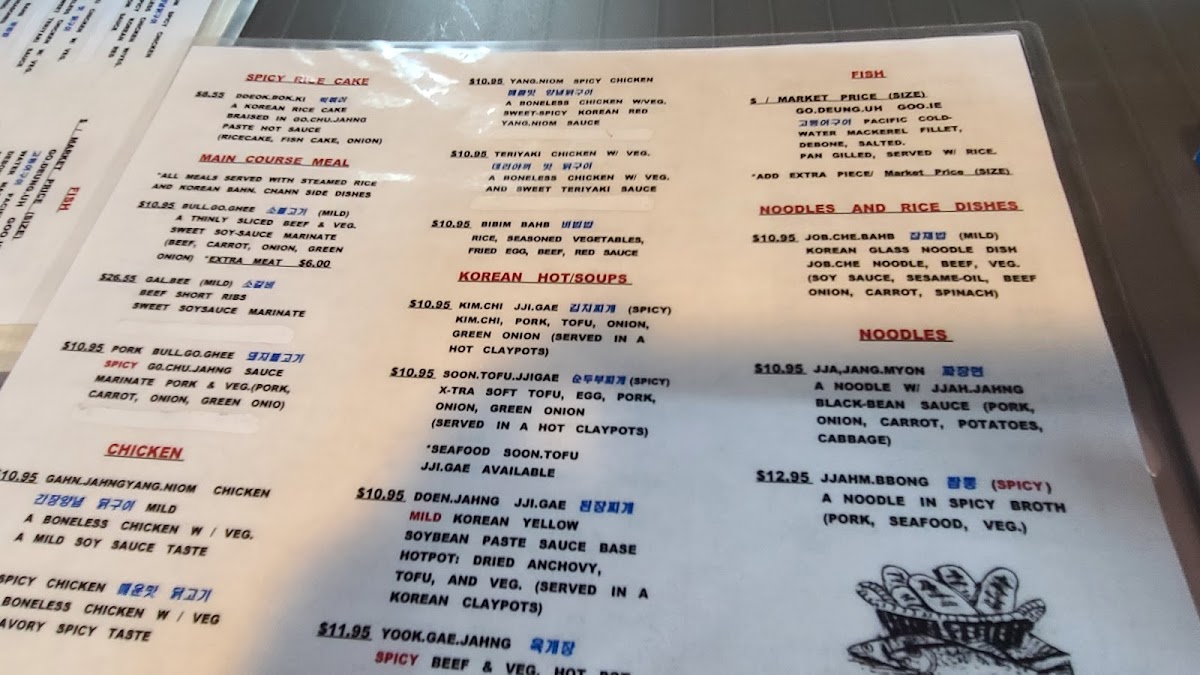 SPICY RICE CAKE
$8.55 DOEOK.BOK.KI 떡볶이
A KOREAN RICE CAKE
BRAISED IN GO.CHU.JAHNG
PASTE HOT SAUCE
(RICECAKE, FISH CAKE, ONION)
MAIN COURSE MEAL
*ALL MEALS SERVED WITH STEAMED RICE
AND KOREAN BAHN. CHAHN SIDE DISHES
$10.95 BULL.GO.GHEE 소불고기 (MILD)
A THINLY SLICED BEEF & VEG.
SWEET SOY-SAUCE MARINATE
(BEEF, CARROT, ONION, GREEN
ONION) *EXTRA MEAT $6.00
$26.55 GAL.BEE (MILD) 소갈비
BEEF SHORT RIBS
SWEET SOYSAUCE MARINATE
$10.95 PORK BULL.GO.GHEE 돼지불고기
SPICY GO.CHU.JAHNG SAUCE
MARINATE PORK & VEG.(PORK,
CARROT, ONION, GREEN ONIO)
CHICKEN
10.95 GAHN.JAHNGYANG.NIOM CHICKEN
간장양념 닭구이 MILD
A BONELESS CHICKEN W / VEG.
A MILD SOY SAUCE TASTE
SPICY CHICKEN 매운맛 닭고기
BONELESS CHICKEN W / VEG
AVORY SPICY TASTE
$10.95 YANG.NIOM SPICY CHICKEN
매콤맛 양념닭구이
A BONELESS CHICKEN W/VEG.
SWEET-SPICY KOREAN RED
YANG.NIOM SAUCE
$10.95 TERIYAKI CHICKEN W/ VEG.
데리야끼 맛 닭구이
A BONELESS CHICKEN W/ VEG.
AND SWEET TERIYAKI SAUCE
$10.95 BIBIM BAHB 비빔밥
RICE, SEASONED VEGETABLES,
FRIED EGG, BEEF, RED SAUCE
KOREAN HOT/SOUPS
$10.95 KIM.CHI JJI.GAE 김치찌개 (SPICY)
KIM.CHI, PORK, TOFU, ONION,
GREEN ONION (SERVED IN A
HOT CLAYPOTS)
$10.95 SOON.TOFU.JJIGAE 순두부찌개 (SPICY)
X-TRA SOFT TOFU, EGG, PORK,
ONION, GREEN ONION
(SERVED IN A HOT CLAYPOTS)
*SEAFOOD SOON.TOFU
JJI.GAE AVAILABLE
$10.95 DOEN.JAHNG JJI.GAE 된장찌개
MILD KOREAN YELLOW
SOYBEAN PASTE SAUCE BASE
HOTPOT: DRIED ANCHOVY,
TOFU, AND VEG. (SERVED IN A
KOREAN CLAYPOTS)
$11.95 YOOK.GAE.JAHNG 육개장
SPICY BEEF & VEG. HOT POT
FISH
$ / MARKET PRICE (SIZE)
GO.DEUNG.UH GOO.IE
고등어구이 PACIFIC COLD-
WATER MACKEREL FILLET,
DEBONE, SALTED.
PAN GILLED, SERVED W/ RICE.
*ADD EXTRA PIECE/ Market Price (SIZE)
NOODLES AND RICE DISHES
$10.95 JOB.CHE.BAHB 잡채밥 (MILD)
KOREAN GLASS NOODLE DISH
JOB.CHE NOODLE, BEEF, VEG.
(SOY SAUCE, SESAME-OIL, BEEF
ONION, CARROT, SPINACH)
NOODLES
$10.95 JJA,JANG.MYON 짜장면
A NOODLE W/ JJAH.JAHNG
BLACK-BEAN SAUCE (PORK,
ONION, CARROT, POTATOES,
CABBAGE)
$12.95 JJAHM.BBONG 짬뽕 (SPICY)
A NOODLE IN SPICY BROTH
(PORK, SEAFOOD, VEG.)
FISH
$ / MARKET PRICE (SIZE)